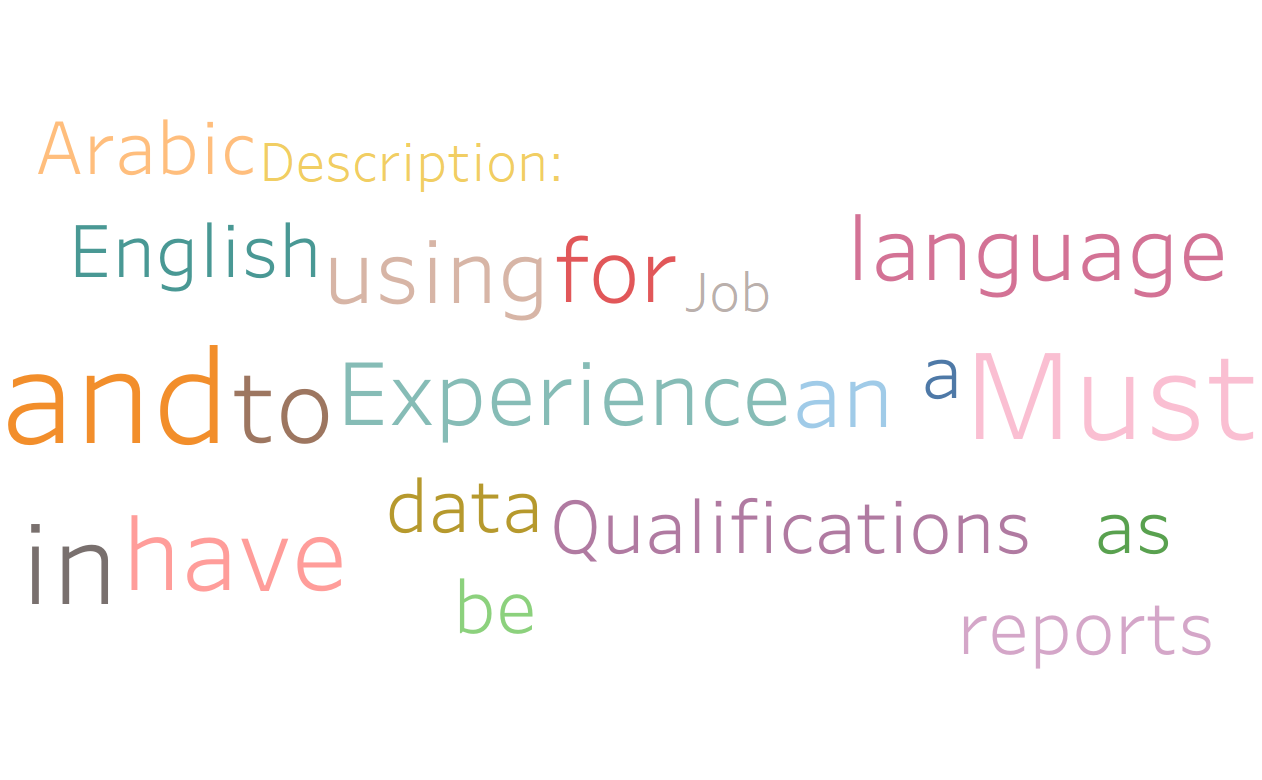 Arabic Description:
English using for Job language
and to Experience an a Must
in have data Qualifications as
be reports